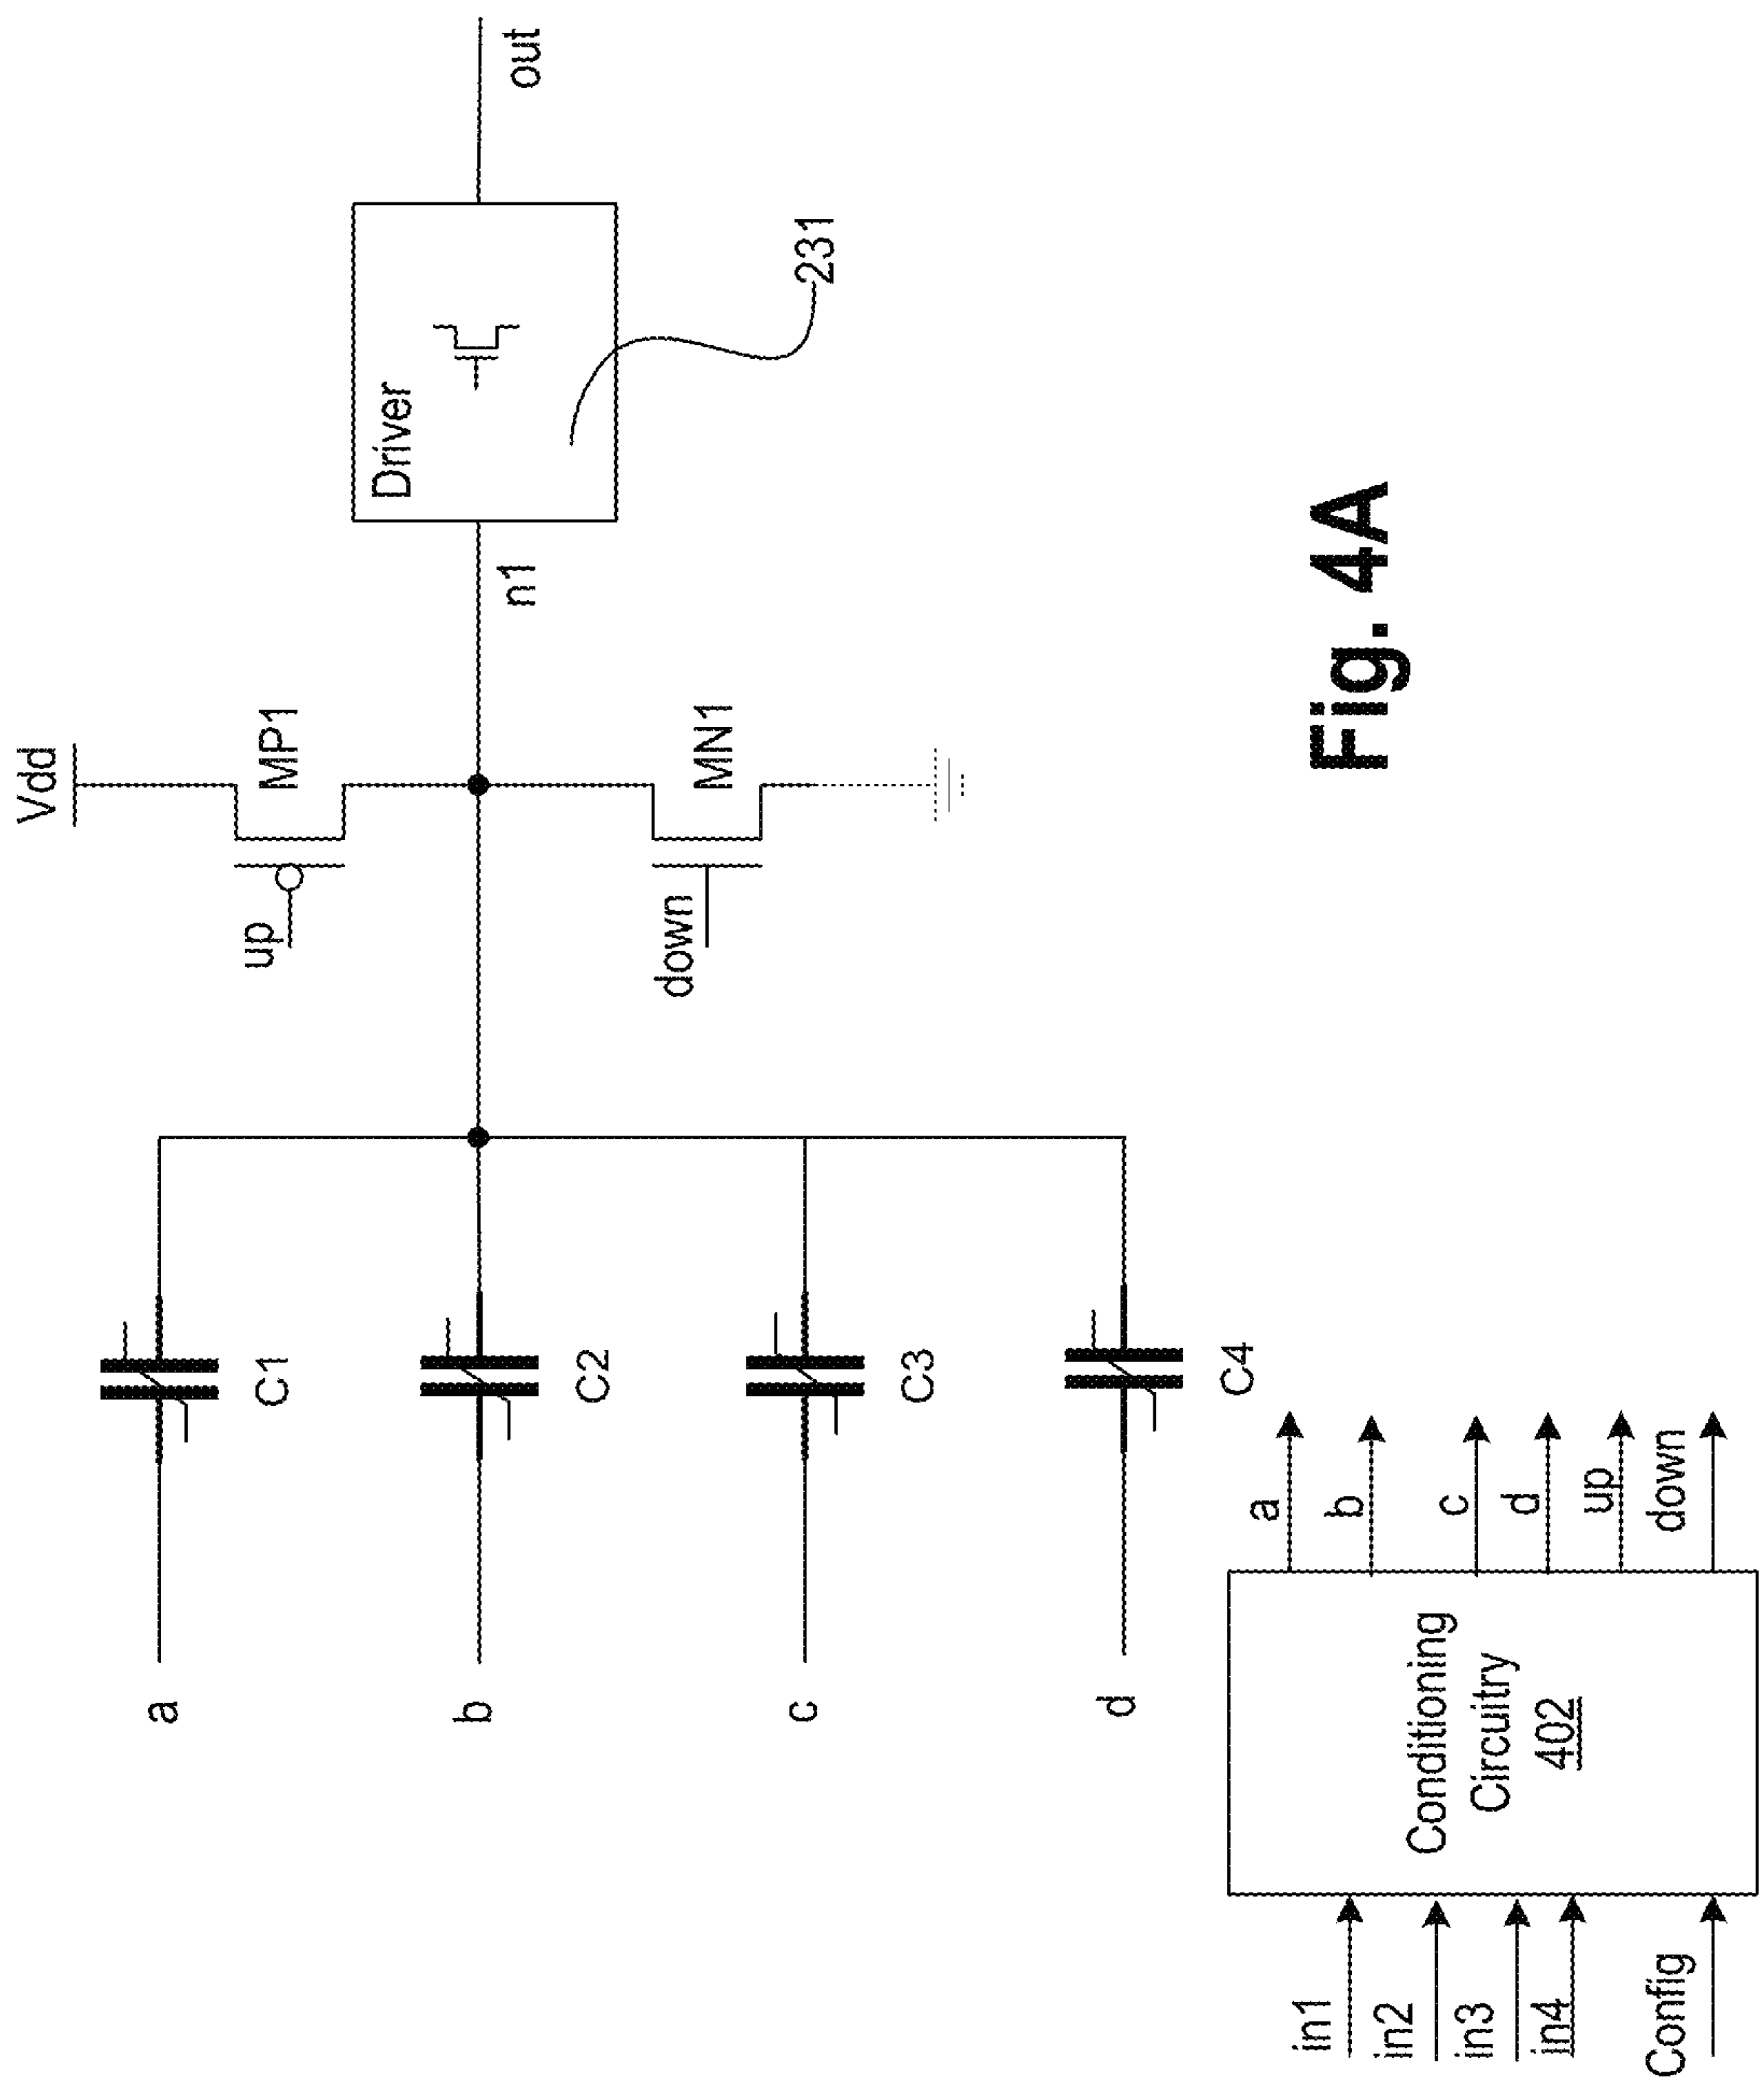 Vdd
MP1
up
out
Driver
n1
231
MN1
down
a
C1
b
C2
c
C3
d
C4
in1
in2
in3
in4
Config
Conditioning
Circuitry
402
a
b
c
d
up
down
Fig. 4A